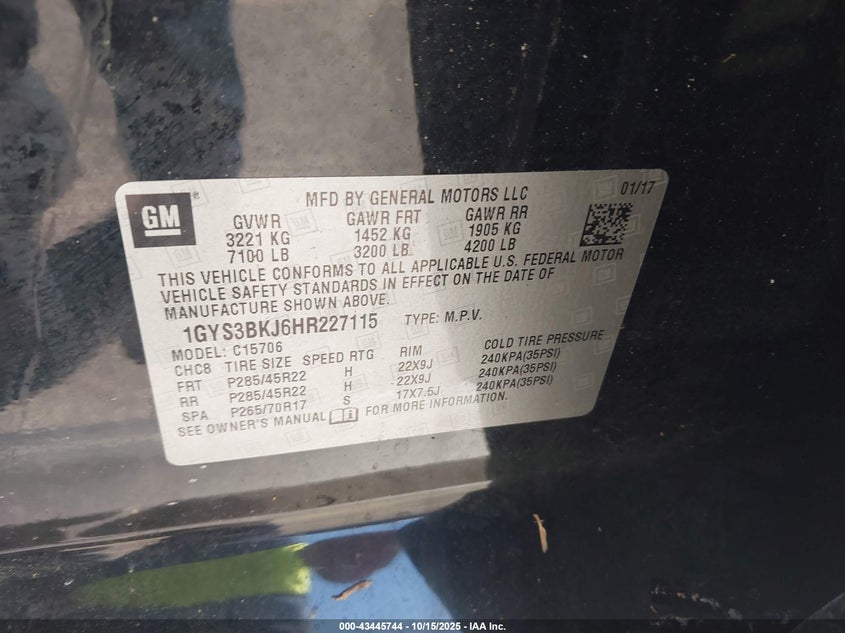 GM
MFD BY GENERAL MOTORS LLC 01/17
GVWR GAWR FRT GAWR RR
3221 KG 1452 KG 1905 KG
7100 LB 3200 LB 4200 LB
THIS VEHICLE CONFORMS TO ALL APPLICABLE U.S. FEDERAL MOTOR
VEHICLE SAFETY STANDARDS IN EFFECT ON THE DATE OF
MANUFACTURE SHOWN ABOVE.
1GYS3BKJ6HR227115 TYPE: M.P.V.
MODEL: C15706
CHC8 TIRE SIZE SPEED RTG RIM COLD TIRE PRESSURE
FRT P285/45R22 H 22X9J 240KPA(35PSI)
RR P285/45R22 H 22X9J 240KPA(35PSI)
SPA P265/70R17 S 17X7.5J 240KPA(35PSI)
SEE OWNER'S MANUAL FOR MORE INFORMATION.
000-43445744 - 10/15/2025 - IAA Inc.